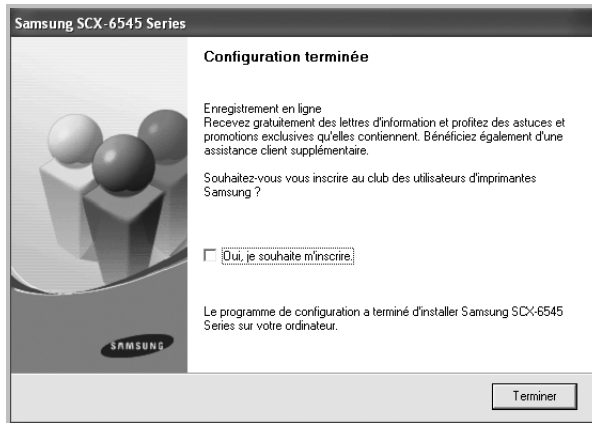 Samsung SCX-6545 Series
Configuration terminée
Enregistrement en ligne
Recevez gratuitement des lettres d'information et profitez des astuces et
promotions exclusives qu'elles contiennent. Bénéficiez également d'une
assistance client supplémentaire.
Souhaitez-vous vous inscrire au club des utilisateurs d'imprimantes
Samsung ?
Oui, je souhaite m'inscrire.
Le programme de configuration a terminé d'installer Samsung SCX-6545
Series sur votre ordinateur.
SAMSUNG
Terminer